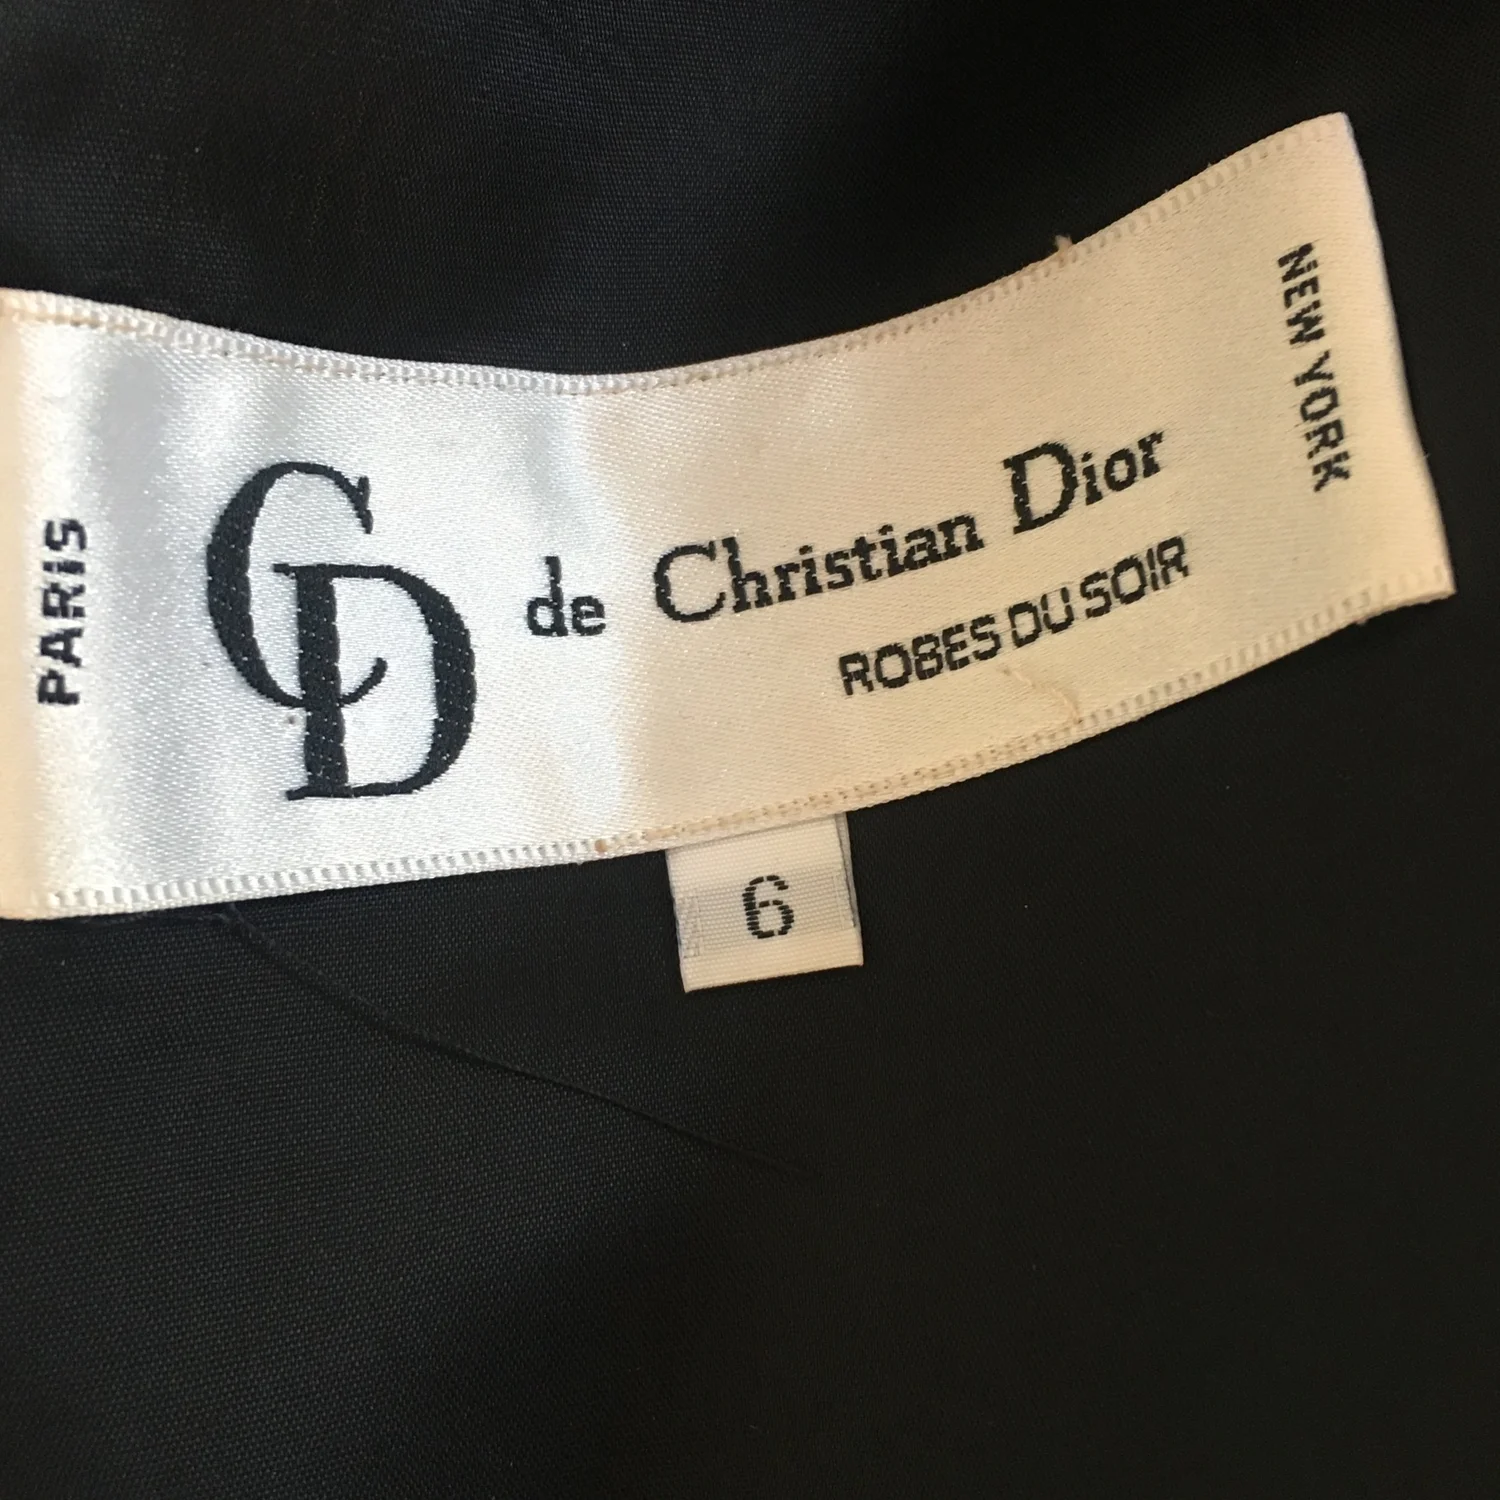 PARIS
CD de Christian Dior
ROBES DU SOIR
NEW YORK
6